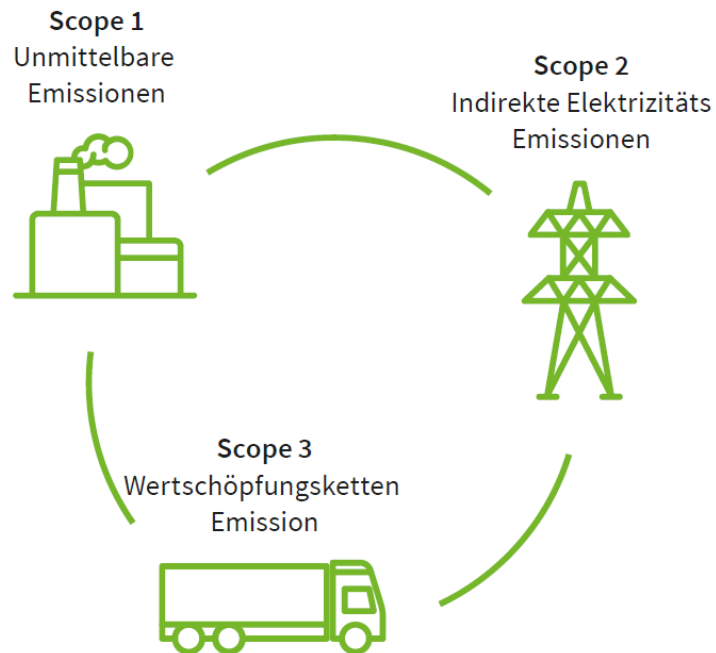 Scope 1
Unmittelbare
Emissionen
Scope 2
Indirekte Elektrizitäts
Emissionen
Scope 3
Wertschöpfungsketten
Emission